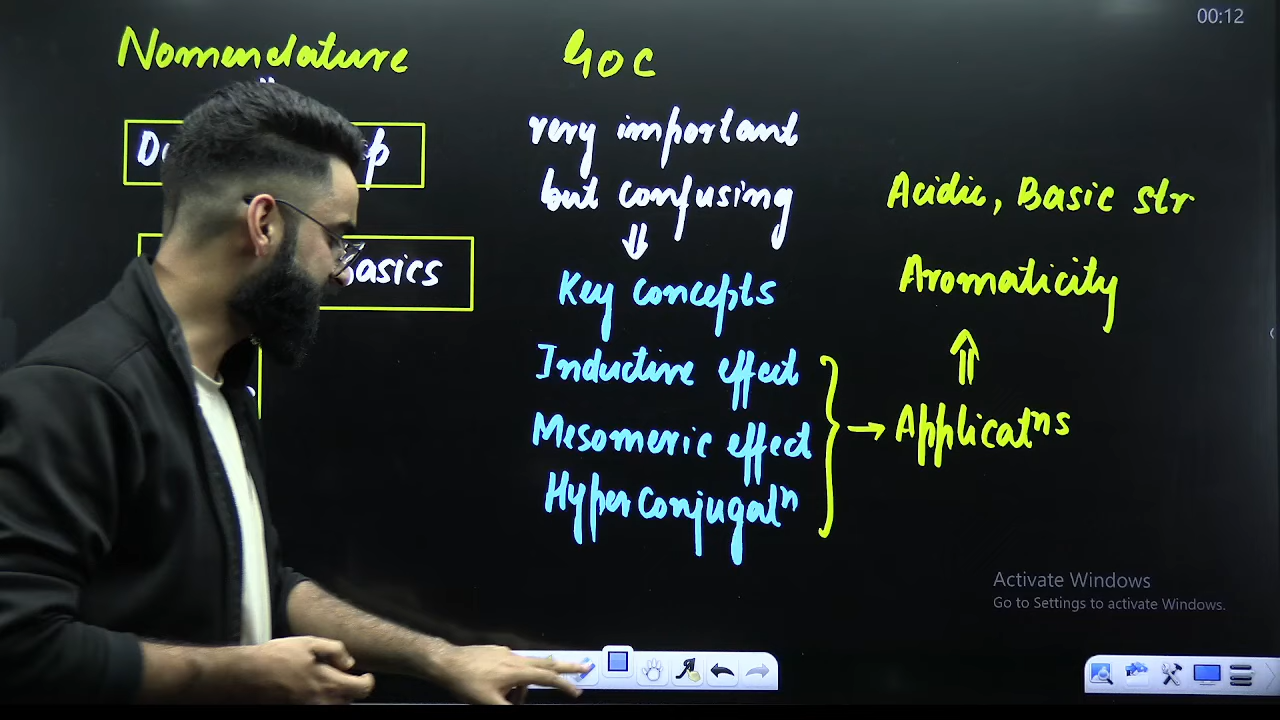 00:12
Nomenclature
GOC
very important
but confusing
⇓
Key concepts
Inductive effect
Mesomeric effect
Hyperconjugatⁿ
Basics
Acidic, Basic str
Aromaticity
⇑
→ Applicatⁿs
Activate Windows
Go to Settings to activate Windows.